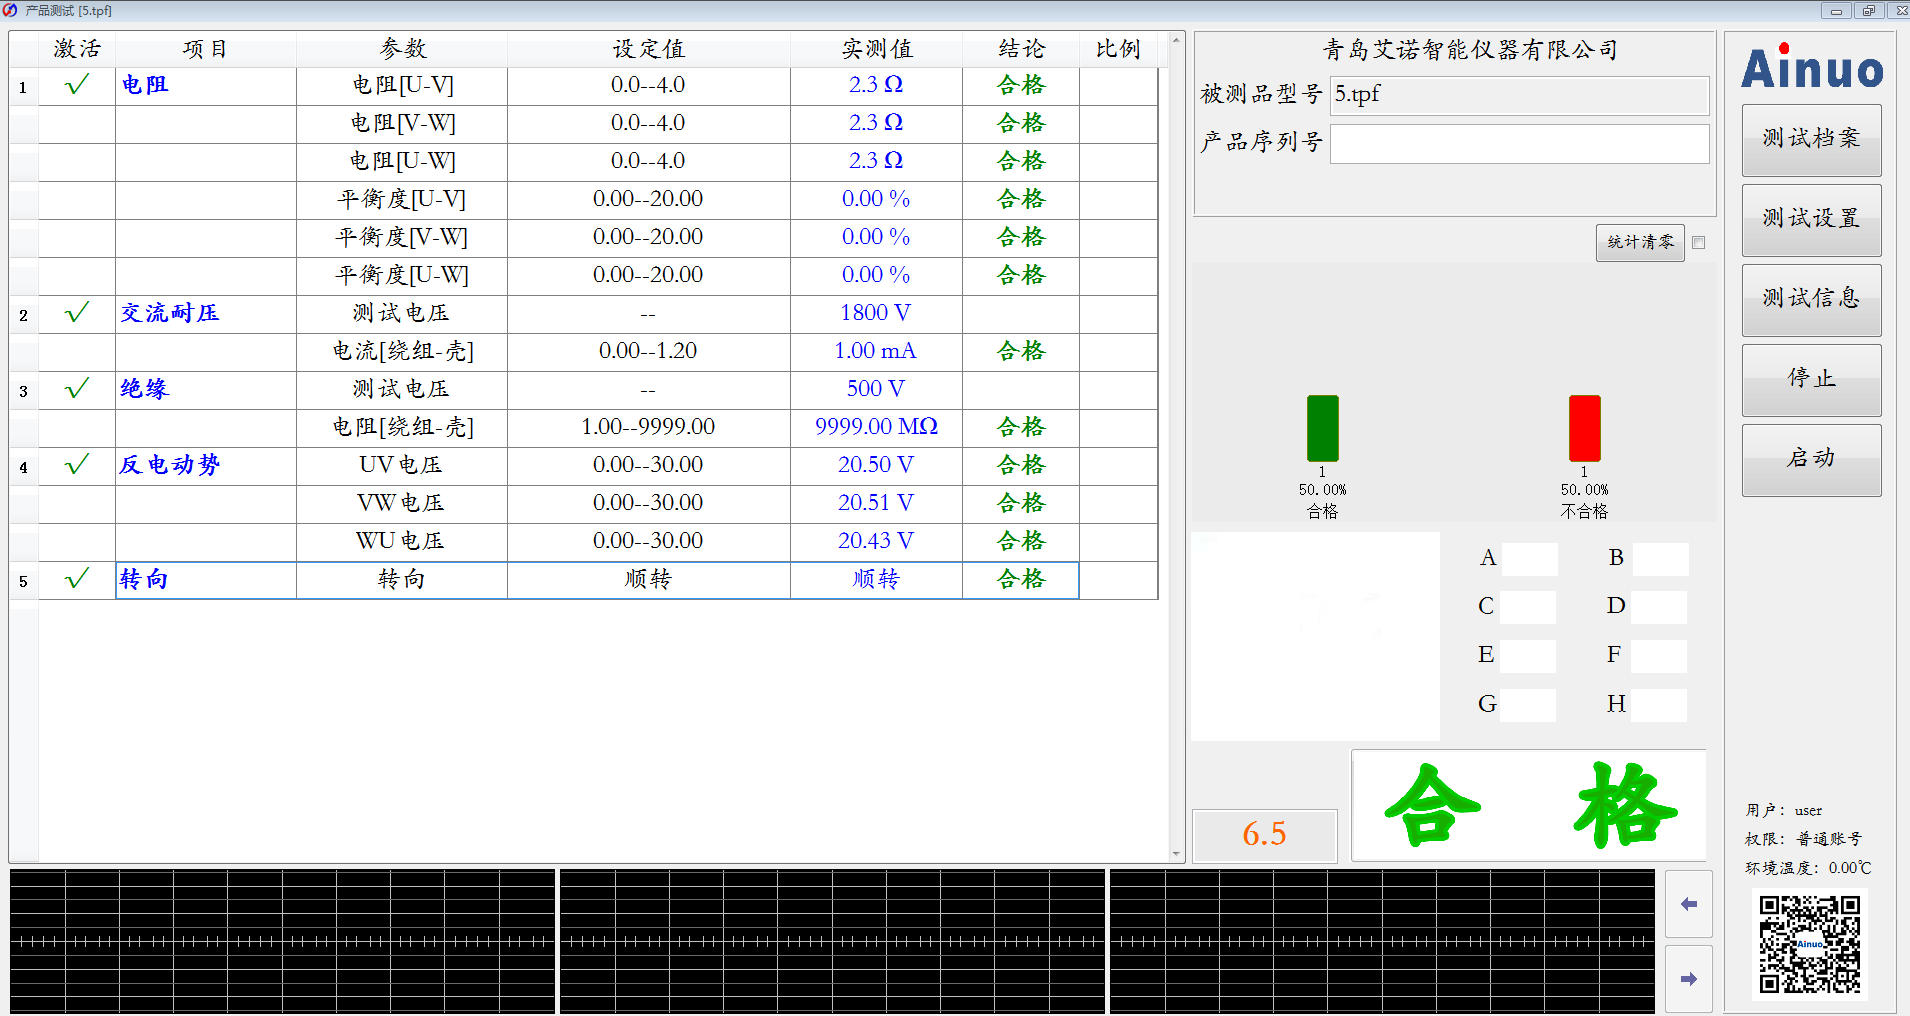 产品测试 [5.tpf]
激活 项目 参数 设定值 实测值 结论 比例
1 √ 电阻 电阻[U-V] 0.0--4.0 2.3 Ω 合格
电阻[V-W] 0.0--4.0 2.3 Ω 合格
电阻[U-W] 0.0--4.0 2.3 Ω 合格
平衡度[U-V] 0.00--20.00 0.00 % 合格
平衡度[V-W] 0.00--20.00 0.00 % 合格
平衡度[U-W] 0.00--20.00 0.00 % 合格
2 √ 交流耐压 测试电压 -- 1800 V
电流[绕组-壳] 0.00--1.20 1.00 mA 合格
3 √ 绝缘 测试电压 -- 500 V
电阻[绕组-壳] 1.00--9999.00 9999.00 MΩ 合格
4 √ 反电动势 UV电压 0.00--30.00 20.50 V 合格
VW电压 0.00--30.00 20.51 V 合格
WU电压 0.00--30.00 20.43 V 合格
5 √ 转向 转向 顺转 顺转 合格
青岛艾诺智能仪器有限公司
被测品型号 5.tpf
产品序列号
统计清零
1 1
50.00% 50.00%
合格 不合格
A B
C D
E F
G H
6.5
合 格
Ainuo
测试档案
测试设置
测试信息
停止
启动
用户: user
权限: 普通账号
环境温度: 0.00℃
Ainuo